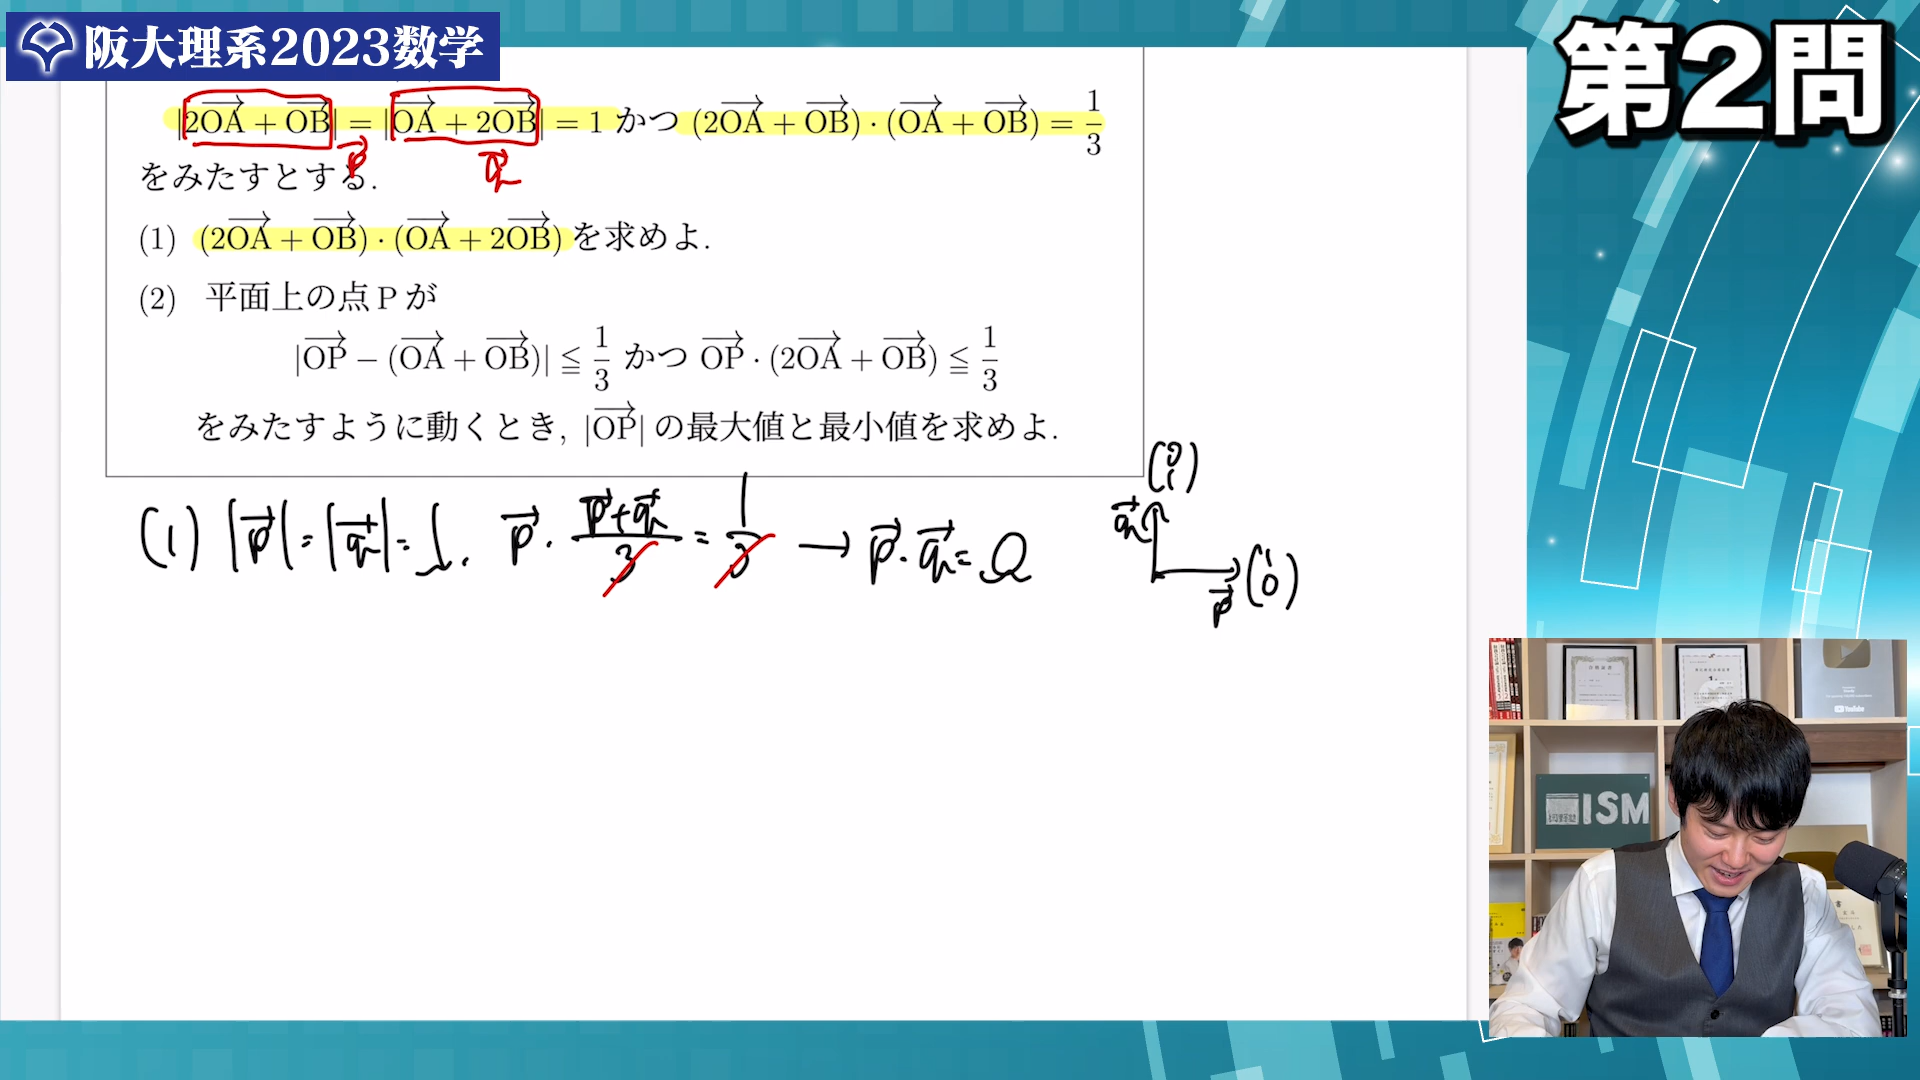 阪大理系2023数学
第2問
|2OA + OB| = |OA + 2OB| = 1 かつ (2OA + OB)・(OA + OB) = 1/3
p q
をみたすとする.
(1) (2OA + OB)・(OA + 2OB) を求めよ.
(2) 平面上の点 P が
|OP − (OA + OB)| ≦ 1/3 かつ OP・(2OA + OB) ≦ 1/3
をみたすように動くとき, |OP| の最大値と最小値を求めよ.
(1) |p| = |q| = 1. p・(p+q)/3 = 1/3 → p・q = 0
(0 1)
q
p (1 0)
ISM
YouTube